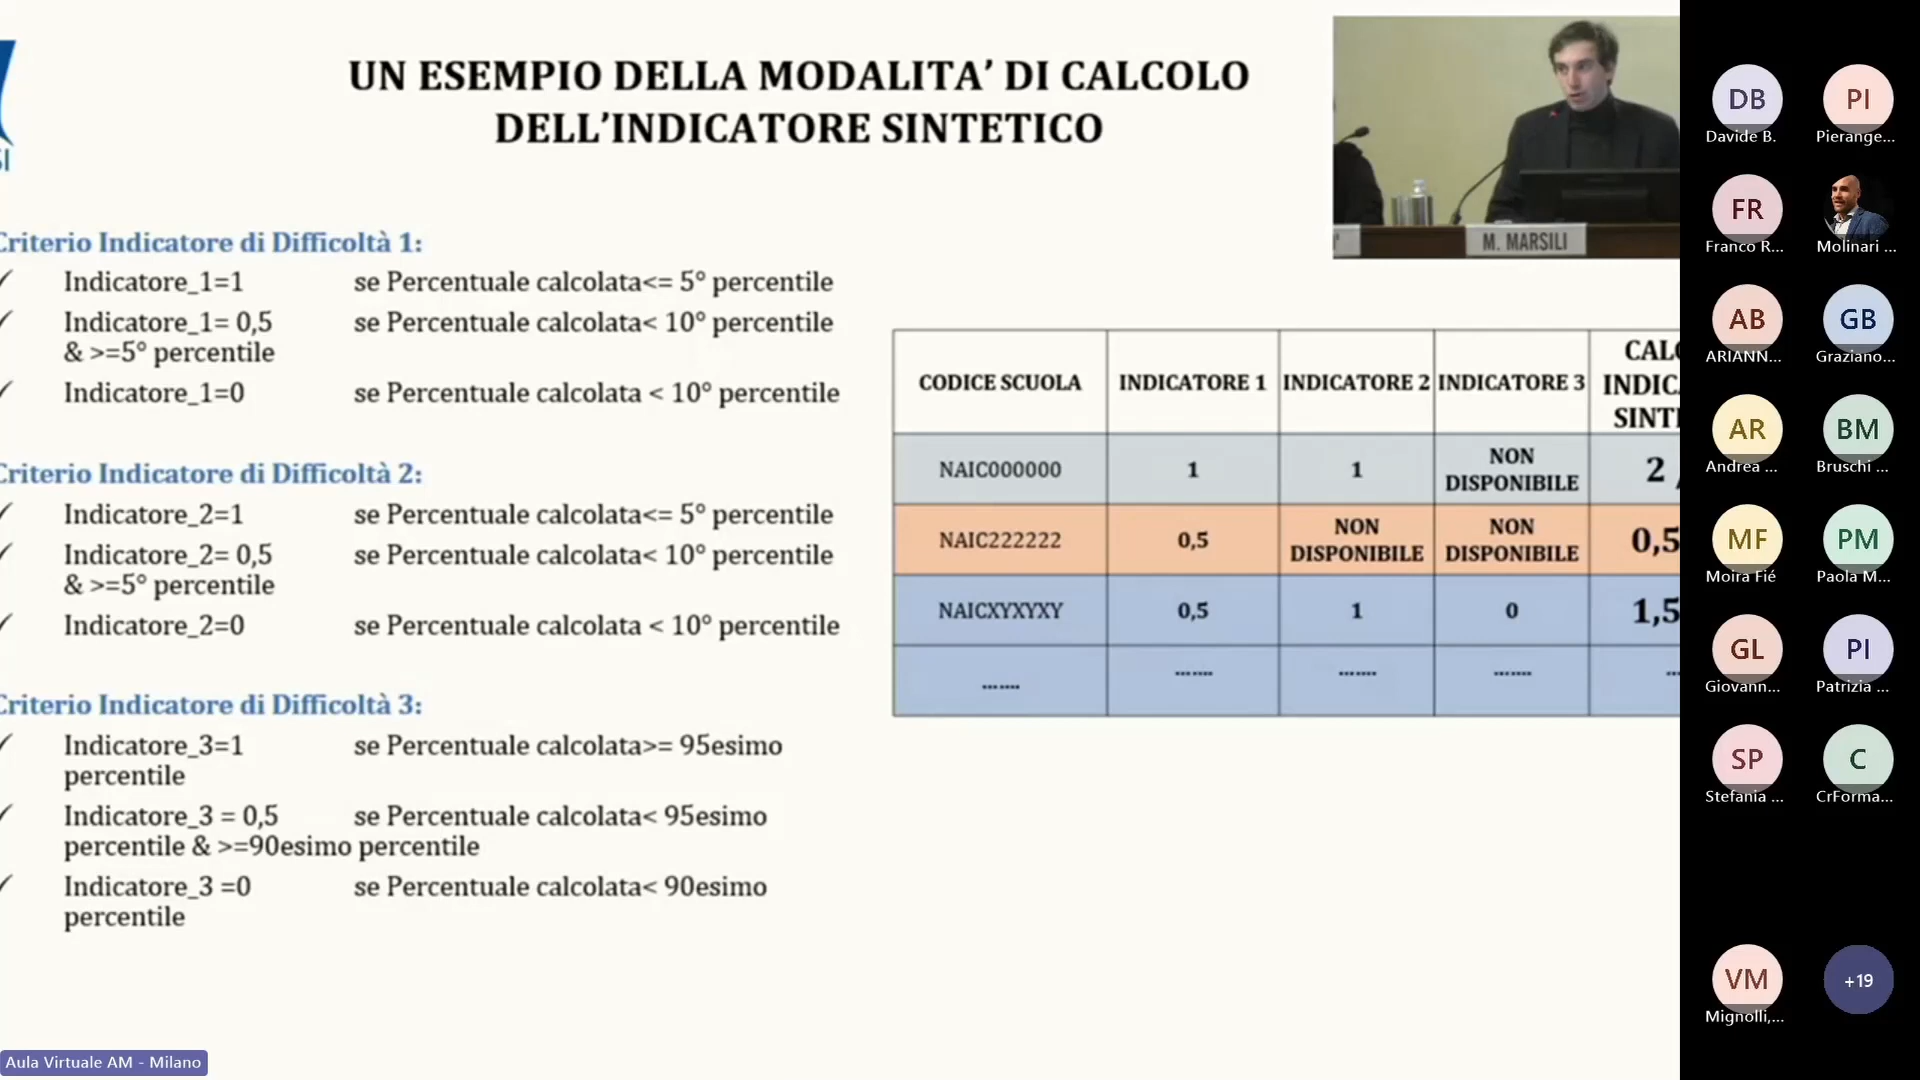 UN ESEMPIO DELLA MODALITA’ DI CALCOLO
DELL’INDICATORE SINTETICO
SI
Criterio Indicatore di Difficoltà 1:
✓ Indicatore_1=1 se Percentuale calcolata<= 5° percentile
✓ Indicatore_1= 0,5 se Percentuale calcolata< 10° percentile
& >=5° percentile
✓ Indicatore_1=0 se Percentuale calcolata < 10° percentile
Criterio Indicatore di Difficoltà 2:
✓ Indicatore_2=1 se Percentuale calcolata<= 5° percentile
✓ Indicatore_2= 0,5 se Percentuale calcolata< 10° percentile
& >=5° percentile
✓ Indicatore_2=0 se Percentuale calcolata < 10° percentile
Criterio Indicatore di Difficoltà 3:
✓ Indicatore_3=1 se Percentuale calcolata>= 95esimo
percentile
✓ Indicatore_3 = 0,5 se Percentuale calcolata< 95esimo
percentile & >=90esimo percentile
✓ Indicatore_3 =0 se Percentuale calcolata< 90esimo
percentile
M. MARSILI
CODICE SCUOLA INDICATORE 1 INDICATORE 2 INDICATORE 3
NAIC000000 1 1 NON DISPONIBILE 2
NAIC222222 0,5 NON DISPONIBILE NON DISPONIBILE 0,5
NAICXYXYXY 0,5 1 0 1,5
....... ....... ....... .......
DB PI
Davide B. Pierange...
FR
Franco R... Molinari ...
AB GB
ARIANN... Graziano...
AR BM
Andrea ... Bruschi ...
MF PM
Moira Fié Paola M...
GL PI
Giovann... Patrizia ...
SP C
Stefania ... CrForma...
VM +19
Mignolli,...
Aula Virtuale AM - Milano